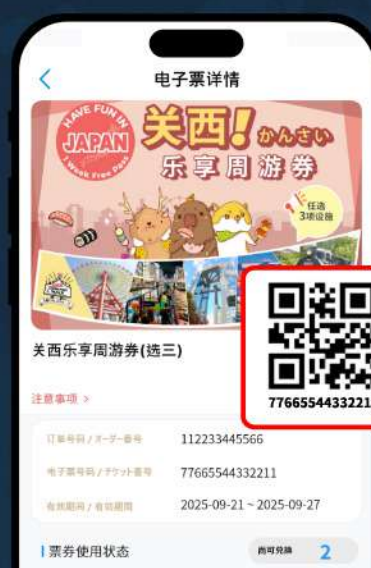 电子票详情
HAVE FUN IN
JAPAN
1 Week Free Pass
关西!かんさい
乐享周游券
任选
3项设施
关西乐享周游券(选三)
7766554433221
注意事项 >
订单号码 / オーダー番号 112233445566
电子票号码 / チケット番号 77665544332211
有效期间 / 有効期間 2025-09-21 ~ 2025-09-27
票券使用状态 尚可兑换 2